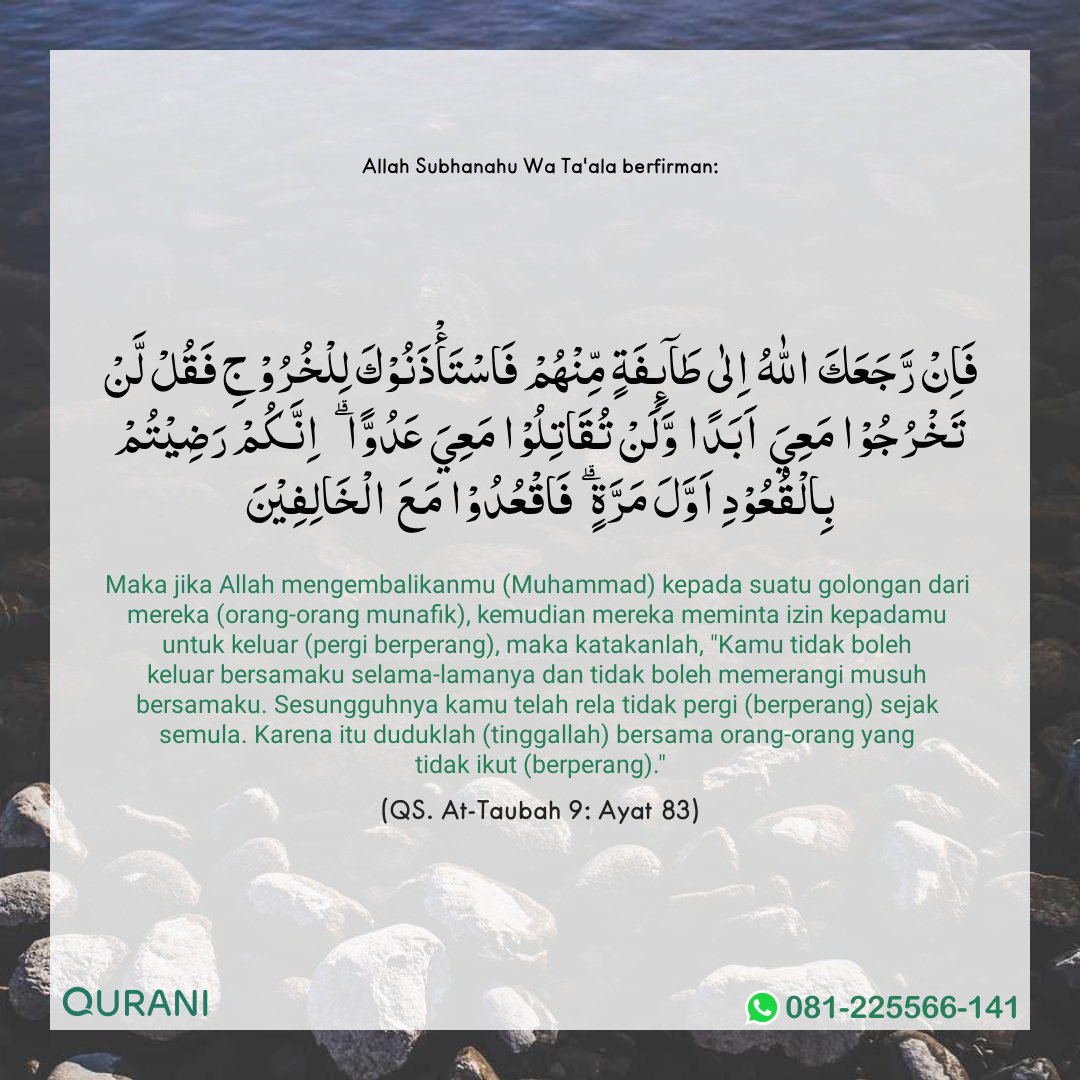 Allah Subhanahu Wa Ta'ala berfirman:
فَاِنْ رَّجَعَكَ اللّٰهُ اِلٰى طَآئِفَةٍ مِّنْهُمْ فَاسْتَأْذَنُوْكَ لِلْخُرُوْجِ فَقُلْ لَّنْ
تَخْرُجُوْا مَعِيَ اَبَدًا وَّلَنْ تُقَاتِلُوْا مَعِيَ عَدُوًّا ۗ اِنَّكُمْ رَضِيْتُمْ
بِالْقُعُوْدِ اَوَّلَ مَرَّةٍ ۗ فَاقْعُدُوْا مَعَ الْخَالِفِيْنَ
Maka jika Allah mengembalikanmu (Muhammad) kepada suatu golongan dari
mereka (orang-orang munafik), kemudian mereka meminta izin kepadamu
untuk keluar (pergi berperang), maka katakanlah, "Kamu tidak boleh
keluar bersamaku selama-lamanya dan tidak boleh memerangi musuh
bersamaku. Sesungguhnya kamu telah rela tidak pergi (berperang) sejak
semula. Karena itu duduklah (tinggallah) bersama orang-orang yang
tidak ikut (berperang)."
(QS. At-Taubah 9: Ayat 83)
QURANI
081-225566-141